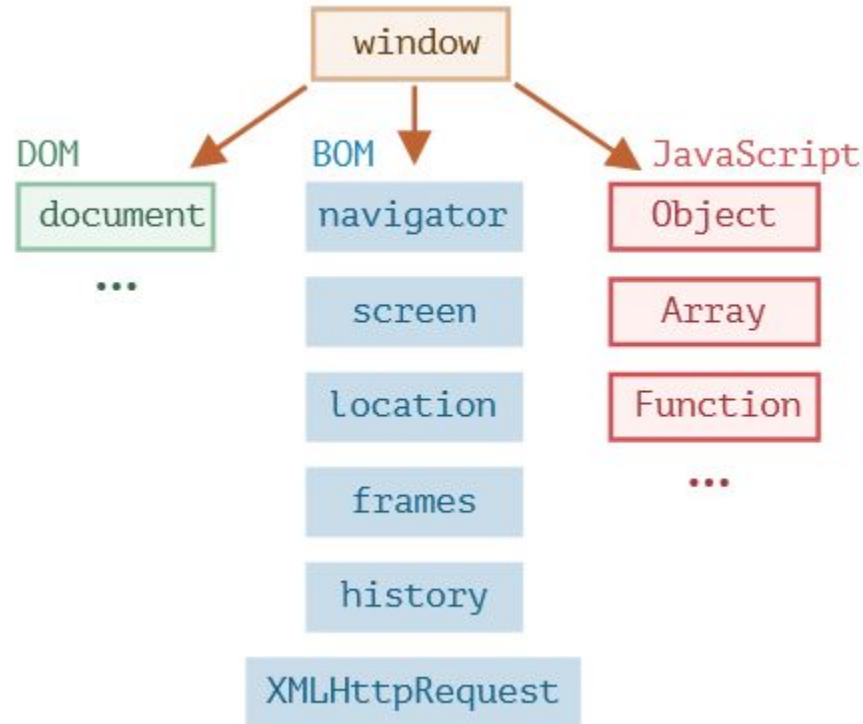 window
DOM
BOM
JavaScript
document
navigator
Object
...
screen
Array
location
Function
frames
...
history
XMLHttpRequest